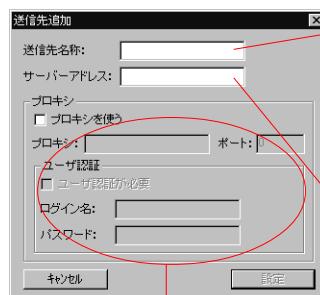 送信先追加
送信先名称:
サーバーアドレス:
プロキシ
プロキシを使う
プロキシ: ポート: 0
ユーザ認証
ユーザ認証が必要
ログイン名:
パスワード:
キャンセル 設定